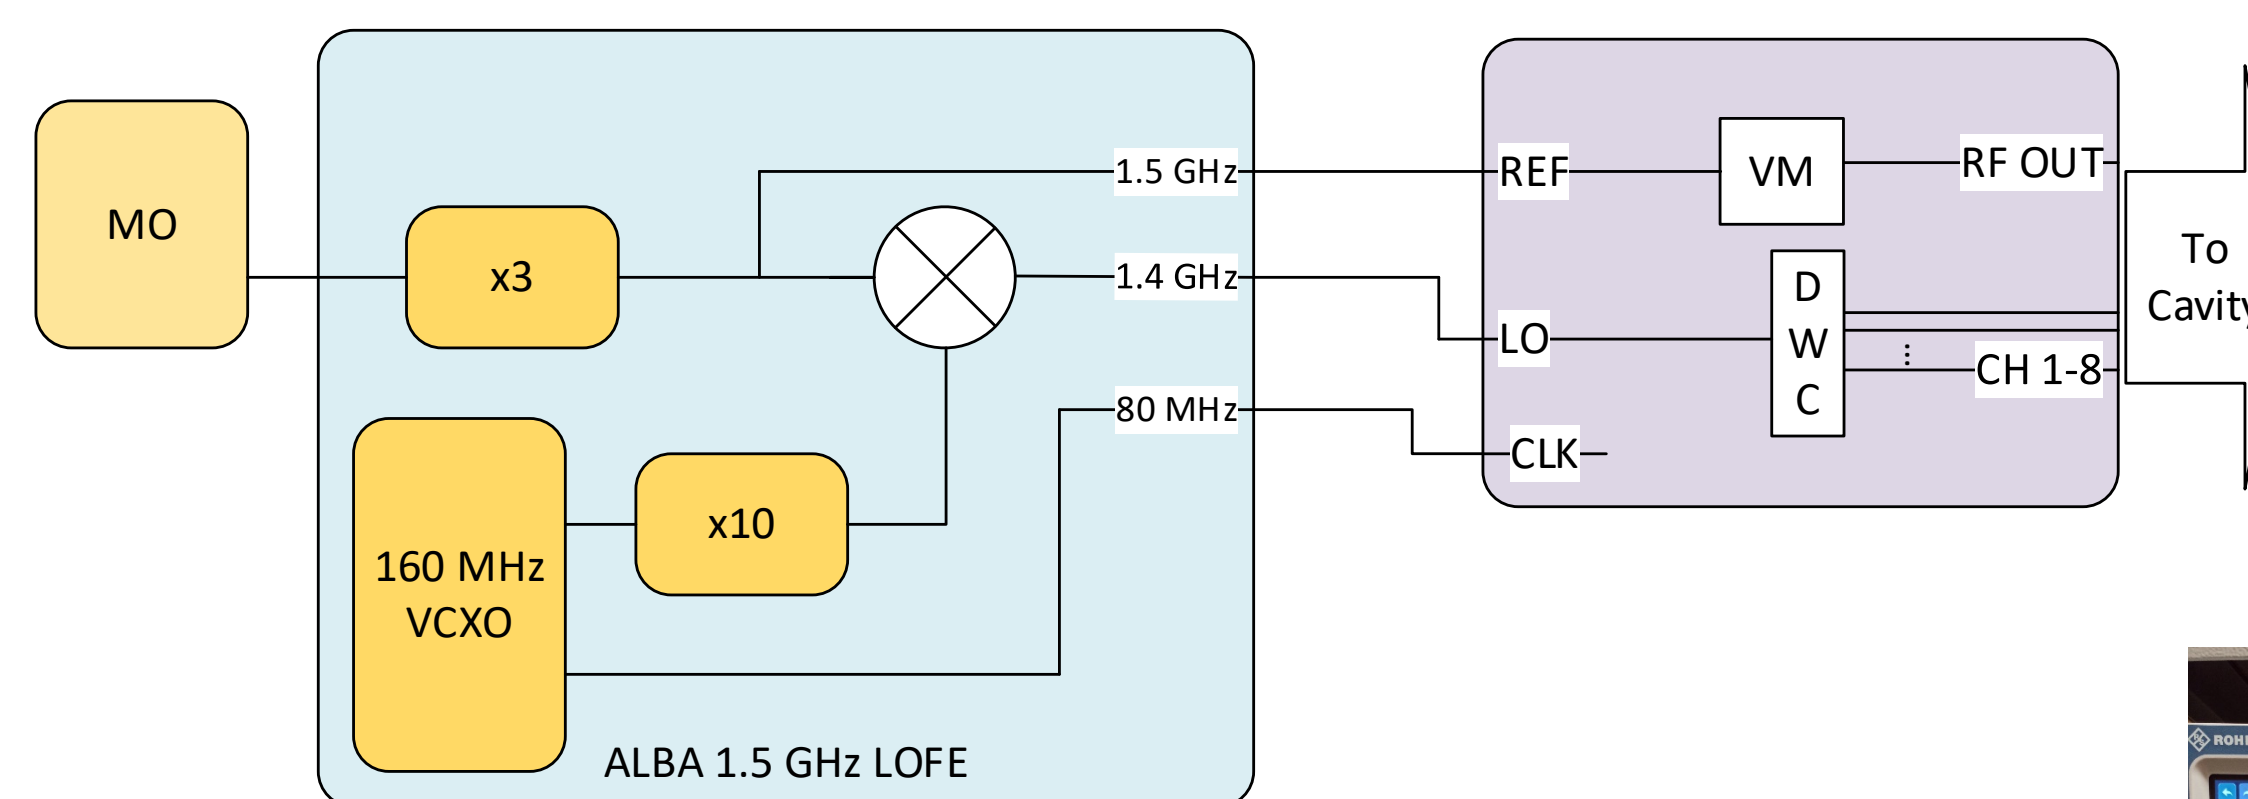 MO
x3
1.5 GHz
1.4 GHz
80 MHz
160 MHz
VCXO
x10
ALBA 1.5 GHz LOFE
REF
VM
RF OUT
LO
D
W
C
CH 1-8
CLK
To
Cavity